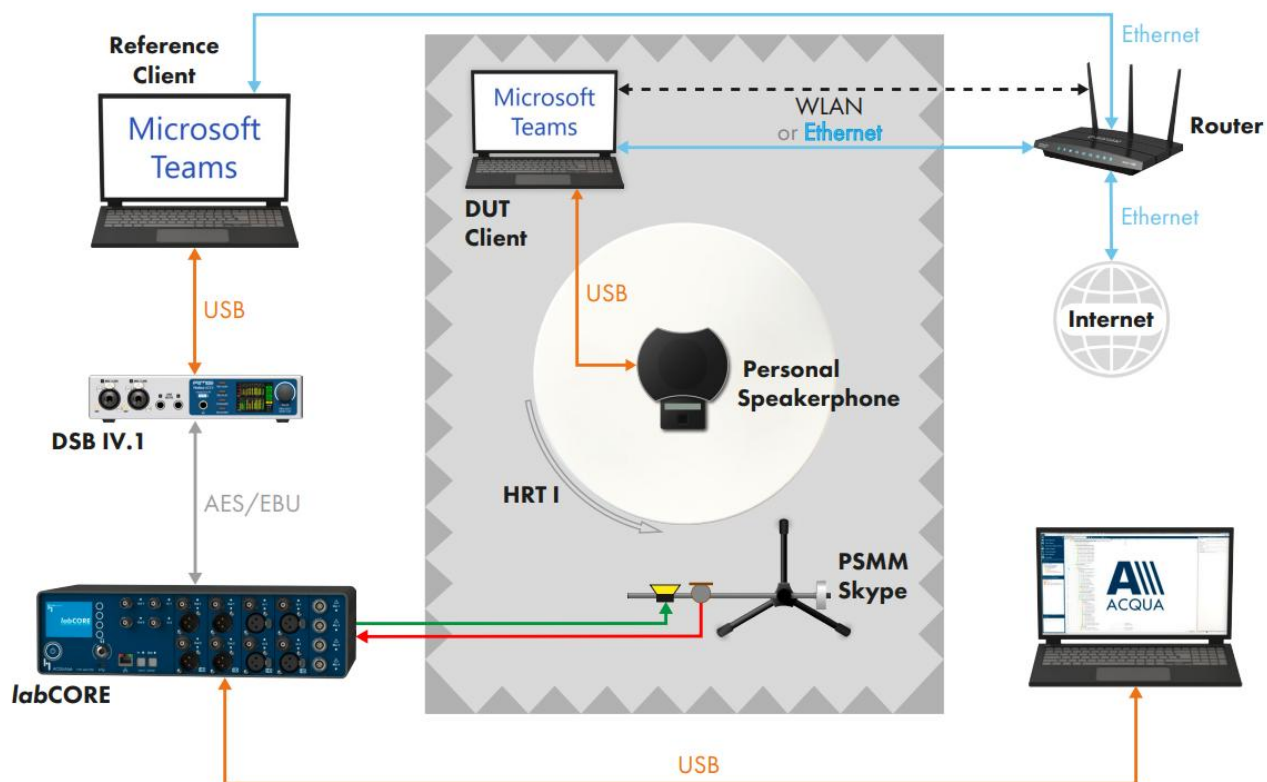 Reference
Client
Microsoft
Teams
Microsoft
Teams
Ethernet
WLAN
or Ethernet
Router
DUT
Client
Ethernet
USB
USB
Internet
Personal
Speakerphone
DSB IV.1
HRT I
AES/EBU
PSMM
Skype
ACQUA
labCORE
labCORE
USB